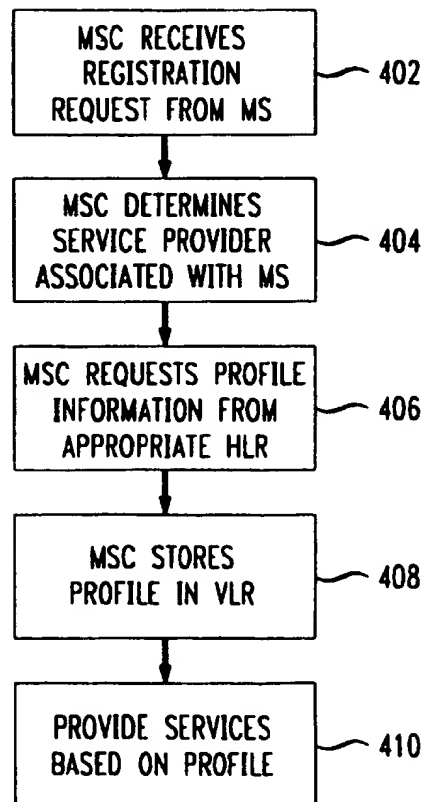 MSC RECEIVES
REGISTRATION
REQUEST FROM MS
402
MSC DETERMINES
SERVICE PROVIDER
ASSOCIATED WITH MS
404
MSC REQUESTS PROFILE
INFORMATION FROM
APPROPRIATE HLR
406
MSC STORES
PROFILE IN VLR
408
PROVIDE SERVICES
BASED ON PROFILE
410